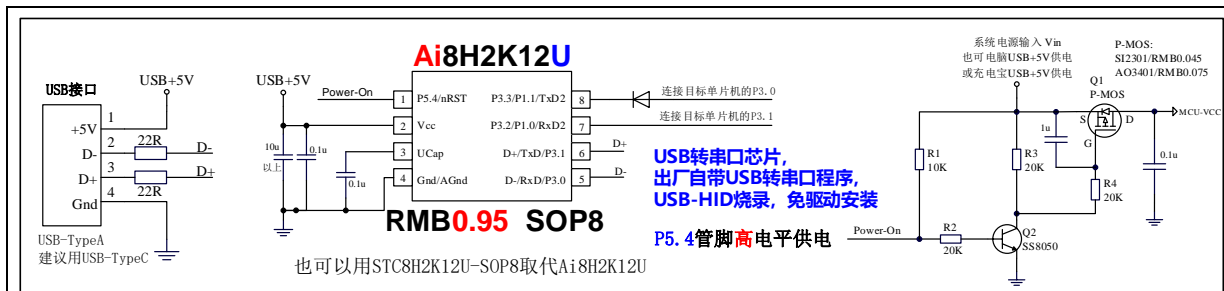 USB接口
USB+5V
1
+5V
2
22R
D-
D-
3
D+
D+
4
22R
Gnd
USB-TypeA
建议用USB-TypeC
Ai8H2K12U
USB+5V
Power-On
1
P5.4/nRST
P3.3/P1.1/TxD2
8
连接目标单片机的P3.0
2
Vcc
P3.2/P1.0/RxD2
7
连接目标单片机的P3.1
10u
以上
0.1u
3
UCap
D+/TxD/P3.1
6
D+
0.1u
4
Gnd/AGnd
D-/RxD/P3.0
5
D-
RMB0.95 SOP8
也可以用STC8H2K12U-SOP8取代Ai8H2K12U
USB转串口芯片,
出厂自带USB转串口程序,
USB-HID烧录，免驱动安装
P5.4管脚高电平供电
系统电源输入 Vin
也可电脑USB+5V供电
或充电宝USB+5V供电
P-MOS:
SI2301/RMB0.045
AO3401/RMB0.075
Q1
P-MOS
S
D
G
MCU-VCC
1u
0.1u
R1
10K
R3
20K
R4
20K
Power-On
R2
20K
Q2
SS8050